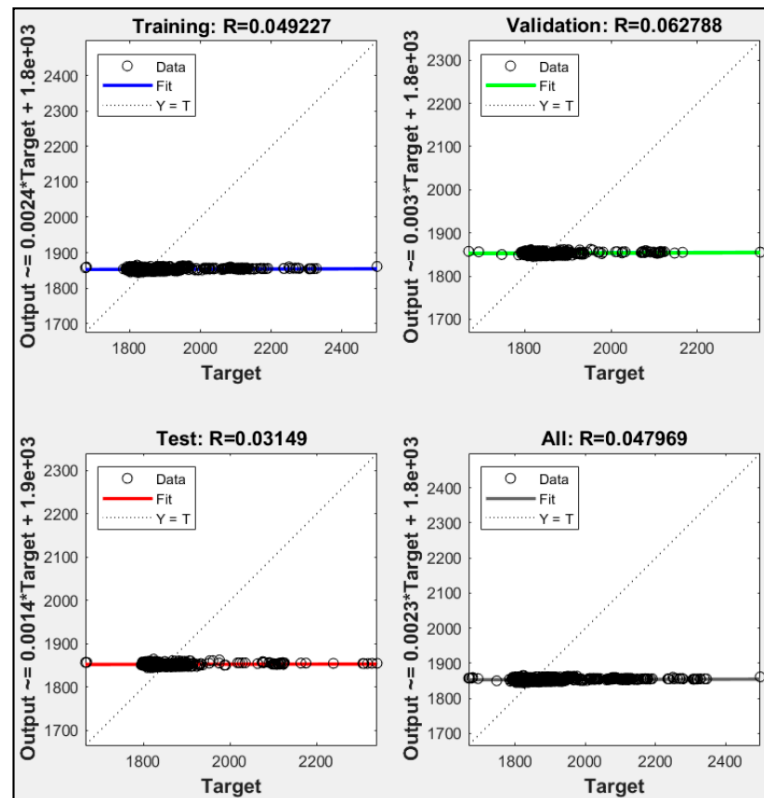 Training: R=0.049227
Output ~= 0.0024*Target + 1.8e+03
2500
2400
2300
2200
2100
2000
1900
1800
1700
Data
Fit
Y = T
1800 2000 2200 2400
Target
Validation: R=0.062788
Output ~= 0.003*Target + 1.8e+03
2300
2200
2100
2000
1900
1800
1700
Data
Fit
Y = T
1800 2000 2200
Target
Test: R=0.03149
Output ~= 0.0014*Target + 1.9e+03
2300
2200
2100
2000
1900
1800
1700
Data
Fit
Y = T
1800 2000 2200
Target
All: R=0.047969
Output ~= 0.0023*Target + 1.8e+03
2400
2300
2200
2100
2000
1900
1800
1700
Data
Fit
Y = T
1800 2000 2200 2400
Target